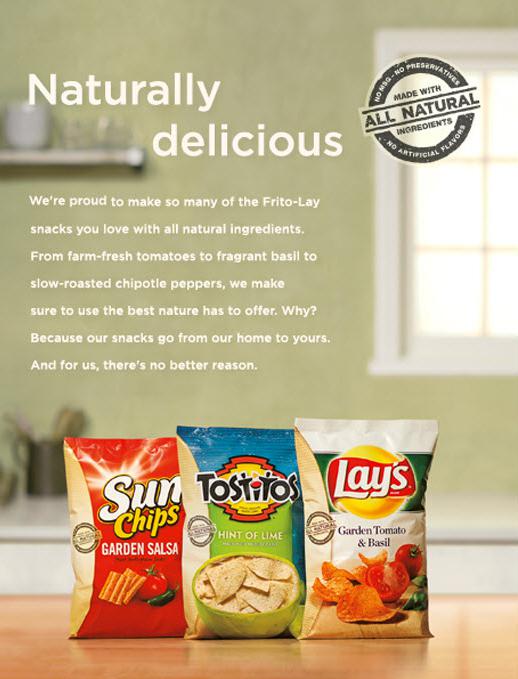 Naturally
delicious
NO MSG - NO PRESERVATIVES
MADE WITH
ALL NATURAL
INGREDIENTS
- NO ARTIFICIAL FLAVORS
We're proud to make so many of the Frito-Lay
snacks you love with all natural ingredients.
From farm-fresh tomatoes to fragrant basil to
slow-roasted chipotle peppers, we make
sure to use the best nature has to offer. Why?
Because our snacks go from our home to yours.
And for us, there's no better reason.
Sun
Chips
GARDEN SALSA
TOSTITOS
HINT OF LIME
Lay's
ALL NATURAL
Garden Tomato
& Basil